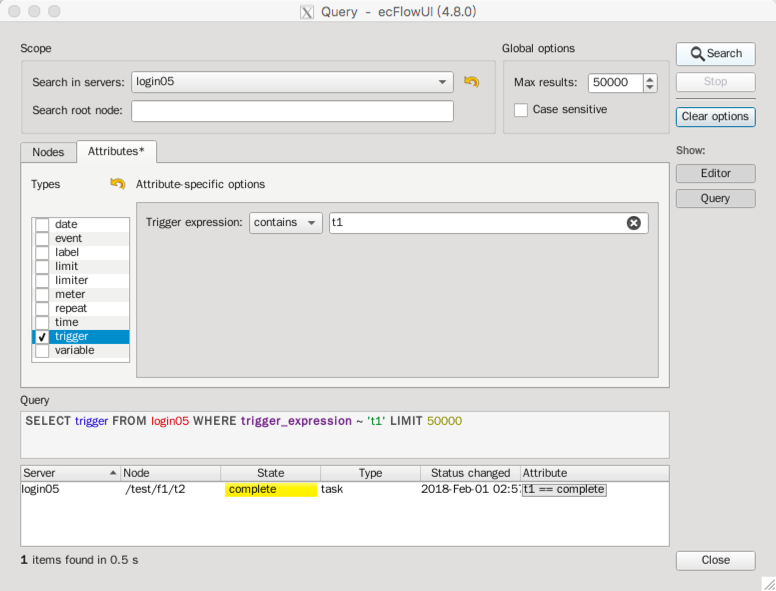 Query - ecFlowUI (4.8.0)
Scope
Global options
Search in servers: login05
Max results: 50000
Search
Search root node:
Case sensitive
Stop
Clear options
Nodes
Attributes*
Show:
Types
Attribute-specific options
Editor
Query
date
Trigger expression: contains t1
event
label
limit
limiter
meter
repeat
time
trigger
variable
Query
SELECT trigger FROM login05 WHERE trigger_expression ~ 't1' LIMIT 50000
Server Node State Type Status changed Attribute
login05 /test/f1/t2 complete task 2018-Feb-01 02:57 t1 == complete
1 items found in 0.5 s
Close